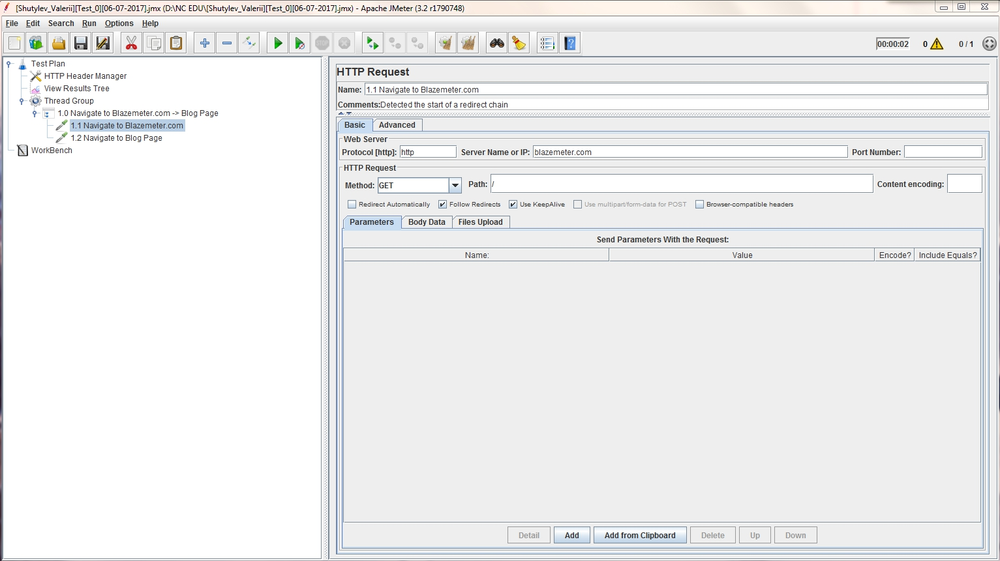 [Shutylev_Valerii][Test_0][06-07-2017].jmx (D:\NC EDU\[Shutylev_Valerii][Test_0][06-07-2017].jmx) - Apache JMeter (3.2 r1790748)
File Edit Search Run Options Help
00:00:02 0 0 / 1
Test Plan
HTTP Header Manager
View Results Tree
Thread Group
1.0 Navigate to Blazemeter.com -> Blog Page
1.1 Navigate to Blazemeter.com
1.2 Navigate to Blog Page
WorkBench
HTTP Request
Name: 1.1 Navigate to Blazemeter.com
Comments: Detected the start of a redirect chain
Basic Advanced
Web Server
Protocol [http]: http Server Name or IP: blazemeter.com Port Number:
HTTP Request
Method: GET Path: / Content encoding:
Redirect Automatically Follow Redirects Use KeepAlive Use multipart/form-data for POST Browser-compatible headers
Parameters Body Data Files Upload
Send Parameters With the Request:
Name: Value Encode? Include Equals?
Detail Add Add from Clipboard Delete Up Down